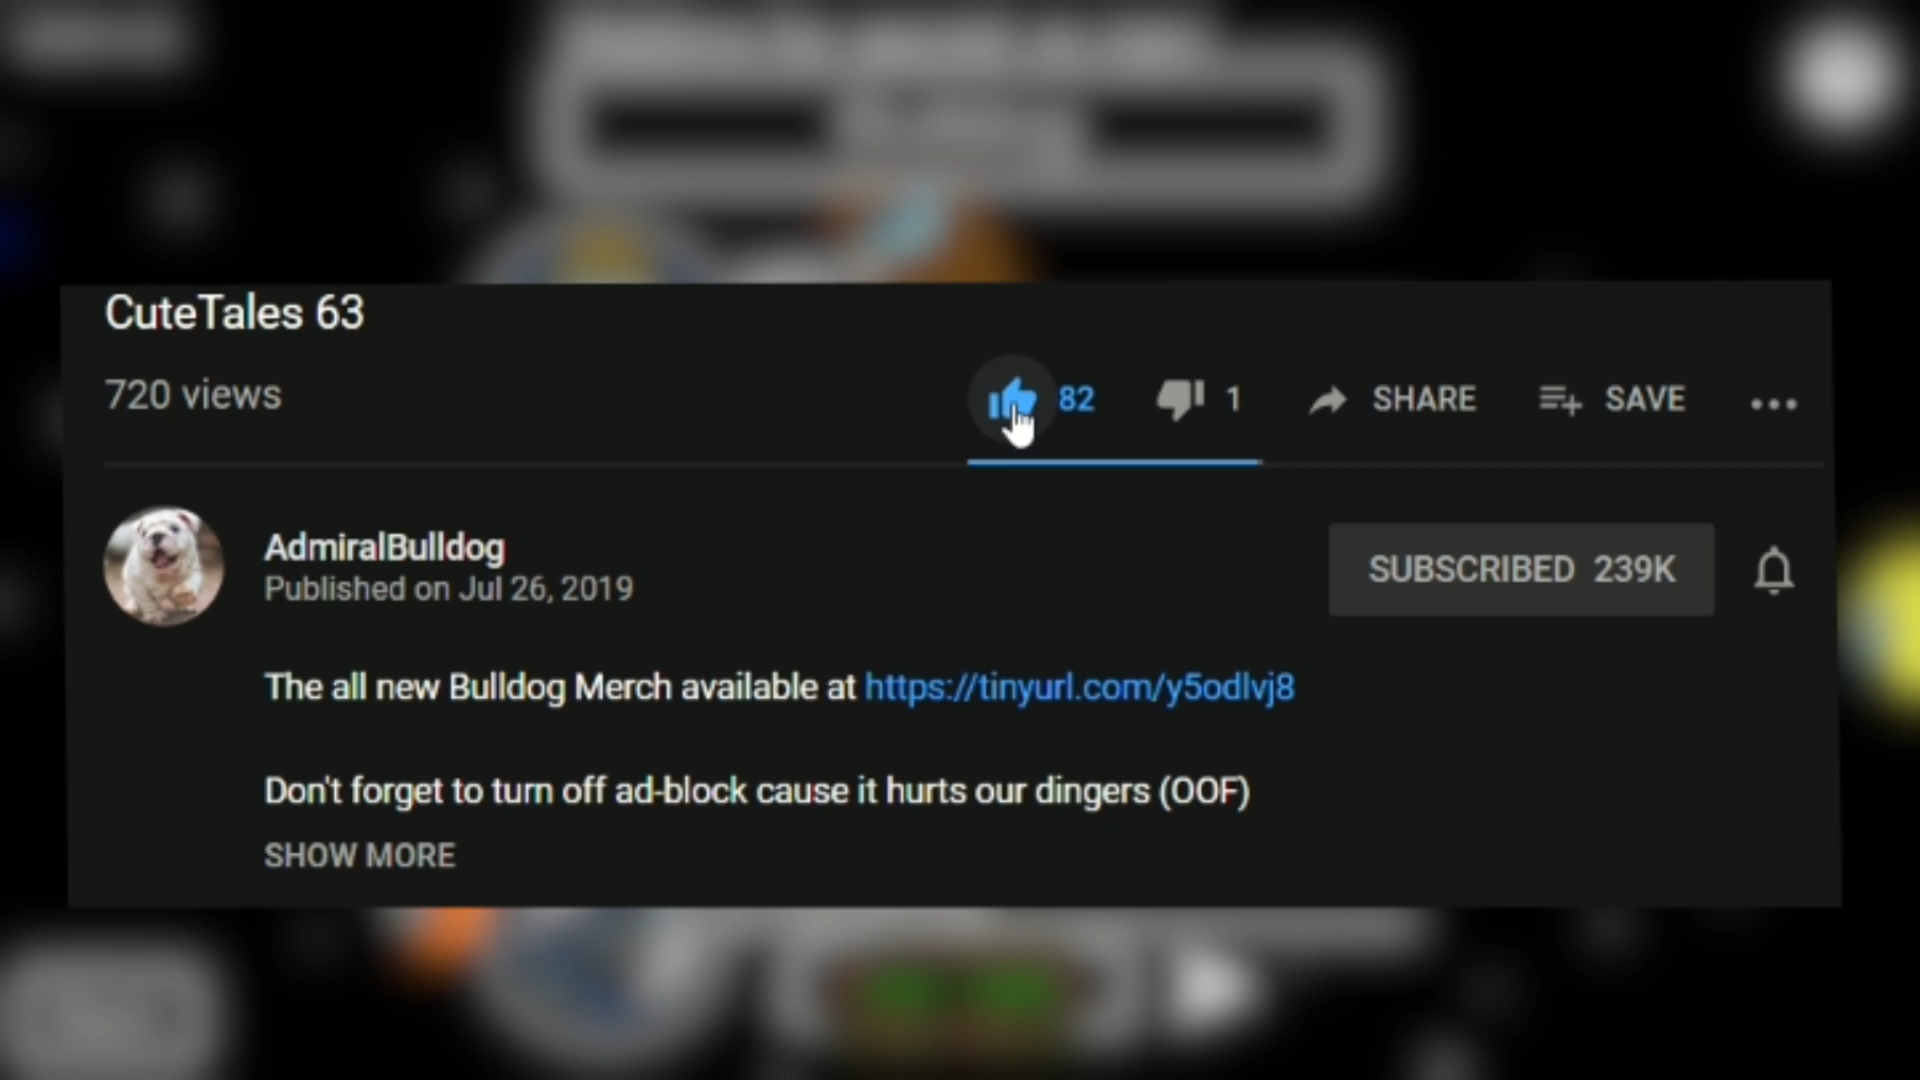 CuteTales 63
720 views
82
1
SHARE
SAVE
AdmiralBulldog
Published on Jul 26, 2019
SUBSCRIBED 239K
The all new Bulldog Merch available at https://tinyurl.com/y5odlvj8
Don't forget to turn off ad-block cause it hurts our dingers (OOF)
SHOW MORE